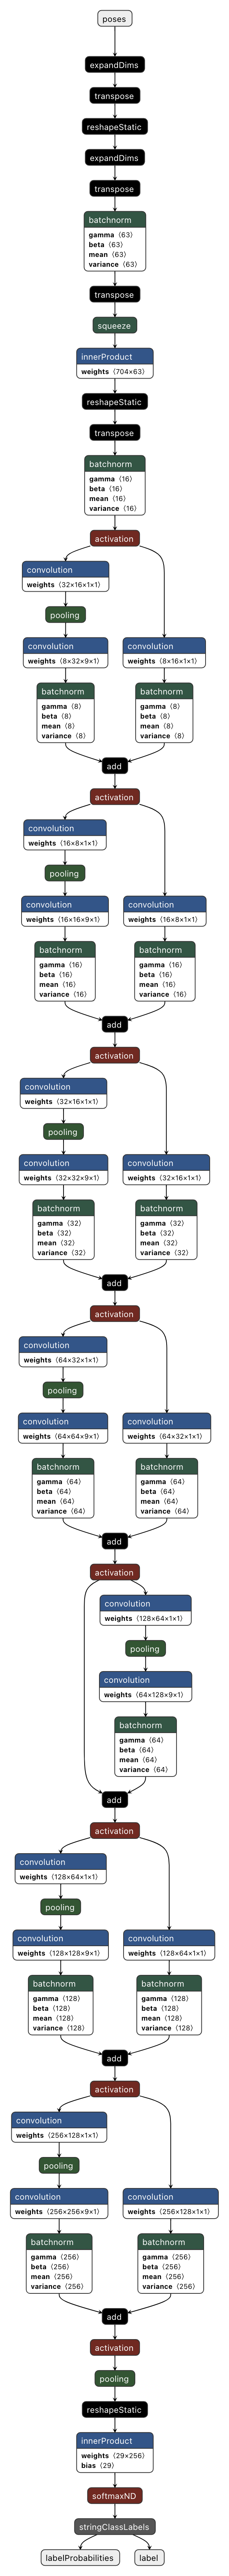 poses
expandDims
transpose
reshapeStatic
expandDims
transpose
batchnorm
gamma ⟨63⟩
beta ⟨63⟩
mean ⟨63⟩
variance ⟨63⟩
transpose
squeeze
innerProduct
weights ⟨704×63⟩
reshapeStatic
transpose
batchnorm
gamma ⟨16⟩
beta ⟨16⟩
mean ⟨16⟩
variance ⟨16⟩
activation
convolution
weights ⟨32×16×1×1⟩
pooling
convolution
weights ⟨8×32×9×1⟩
convolution
weights ⟨8×16×1×1⟩
batchnorm
gamma ⟨8⟩
beta ⟨8⟩
mean ⟨8⟩
variance ⟨8⟩
batchnorm
gamma ⟨8⟩
beta ⟨8⟩
mean ⟨8⟩
variance ⟨8⟩
add
activation
convolution
weights ⟨16×8×1×1⟩
pooling
convolution
weights ⟨16×16×9×1⟩
convolution
weights ⟨16×8×1×1⟩
batchnorm
gamma ⟨16⟩
beta ⟨16⟩
mean ⟨16⟩
variance ⟨16⟩
batchnorm
gamma ⟨16⟩
beta ⟨16⟩
mean ⟨16⟩
variance ⟨16⟩
add
activation
convolution
weights ⟨32×16×1×1⟩
pooling
convolution
weights ⟨32×32×9×1⟩
convolution
weights ⟨32×16×1×1⟩
batchnorm
gamma ⟨32⟩
beta ⟨32⟩
mean ⟨32⟩
variance ⟨32⟩
batchnorm
gamma ⟨32⟩
beta ⟨32⟩
mean ⟨32⟩
variance ⟨32⟩
add
activation
convolution
weights ⟨64×32×1×1⟩
pooling
convolution
weights ⟨64×64×9×1⟩
convolution
weights ⟨64×32×1×1⟩
batchnorm
gamma ⟨64⟩
beta ⟨64⟩
mean ⟨64⟩
variance ⟨64⟩
batchnorm
gamma ⟨64⟩
beta ⟨64⟩
mean ⟨64⟩
variance ⟨64⟩
add
activation
convolution
weights ⟨128×64×1×1⟩
pooling
convolution
weights ⟨64×128×9×1⟩
batchnorm
gamma ⟨64⟩
beta ⟨64⟩
mean ⟨64⟩
variance ⟨64⟩
add
activation
convolution
weights ⟨128×64×1×1⟩
pooling
convolution
weights ⟨128×128×9×1⟩
convolution
weights ⟨128×64×1×1⟩
batchnorm
gamma ⟨128⟩
beta ⟨128⟩
mean ⟨128⟩
variance ⟨128⟩
batchnorm
gamma ⟨128⟩
beta ⟨128⟩
mean ⟨128⟩
variance ⟨128⟩
add
activation
convolution
weights ⟨256×128×1×1⟩
pooling
convolution
weights ⟨256×256×9×1⟩
convolution
weights ⟨256×128×1×1⟩
batchnorm
gamma ⟨256⟩
beta ⟨256⟩
mean ⟨256⟩
variance ⟨256⟩
batchnorm
gamma ⟨256⟩
beta ⟨256⟩
mean ⟨256⟩
variance ⟨256⟩
add
activation
pooling
reshapeStatic
innerProduct
weights ⟨29×256⟩
bias ⟨29⟩
softmaxND
stringClassLabels
labelProbabilities
label